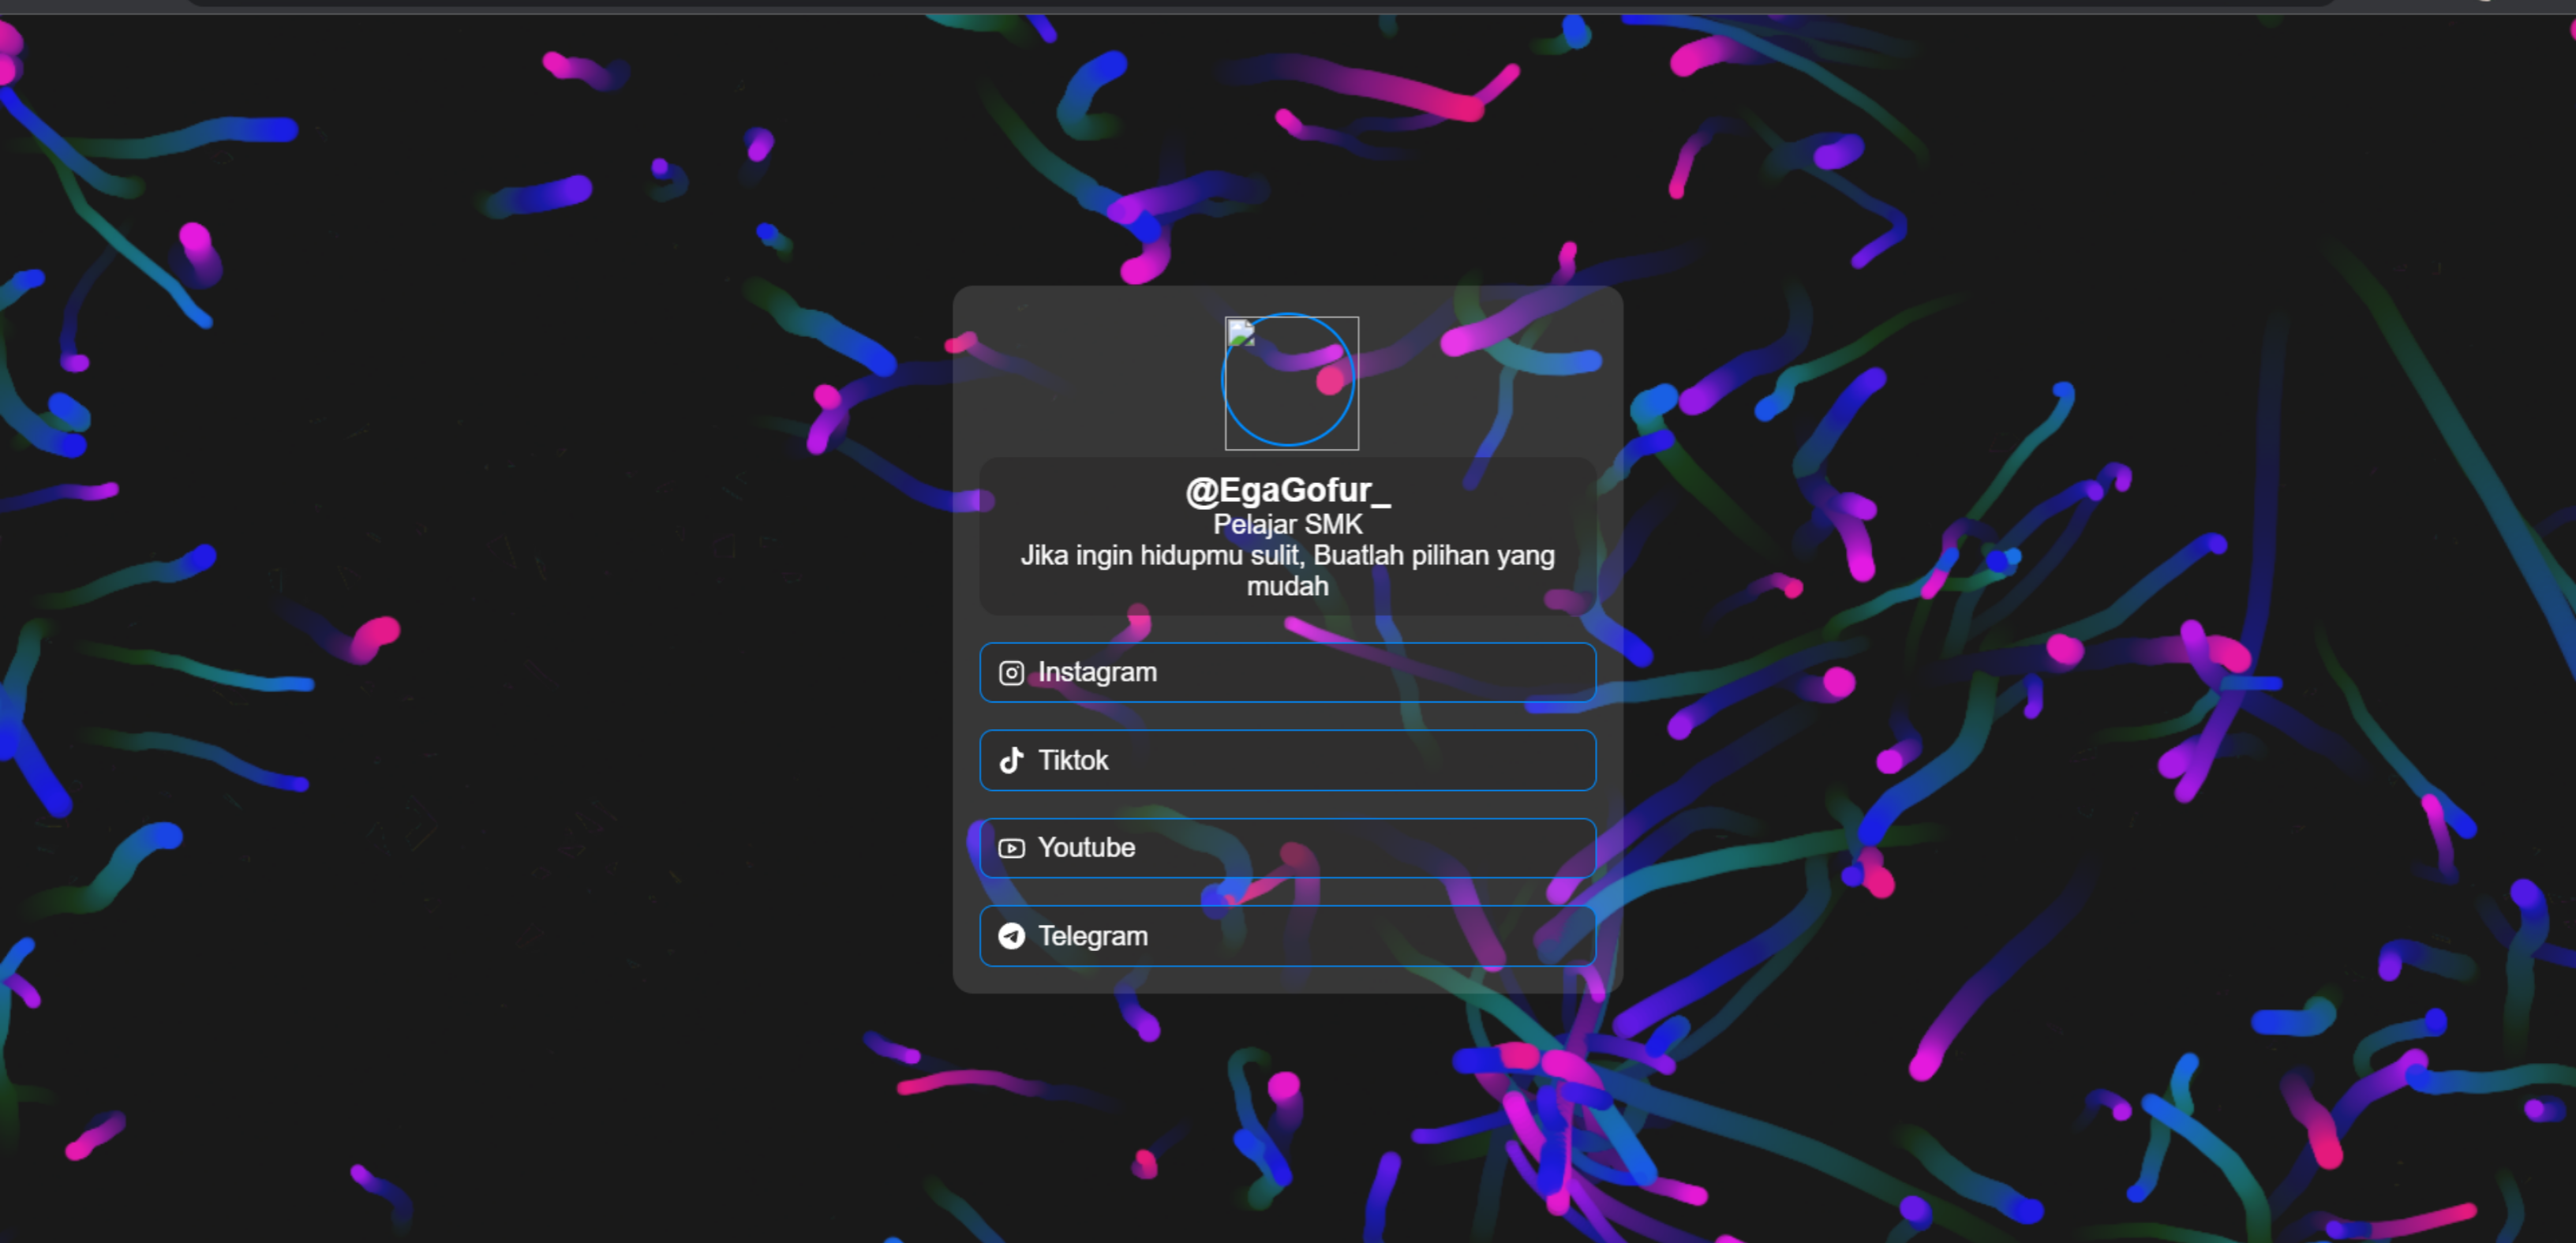 @EgaGofur_
Pelajar SMK
Jika ingin hidupmu sulit, Buatlah pilihan yang
mudah
Instagram
Tiktok
Youtube
Telegram